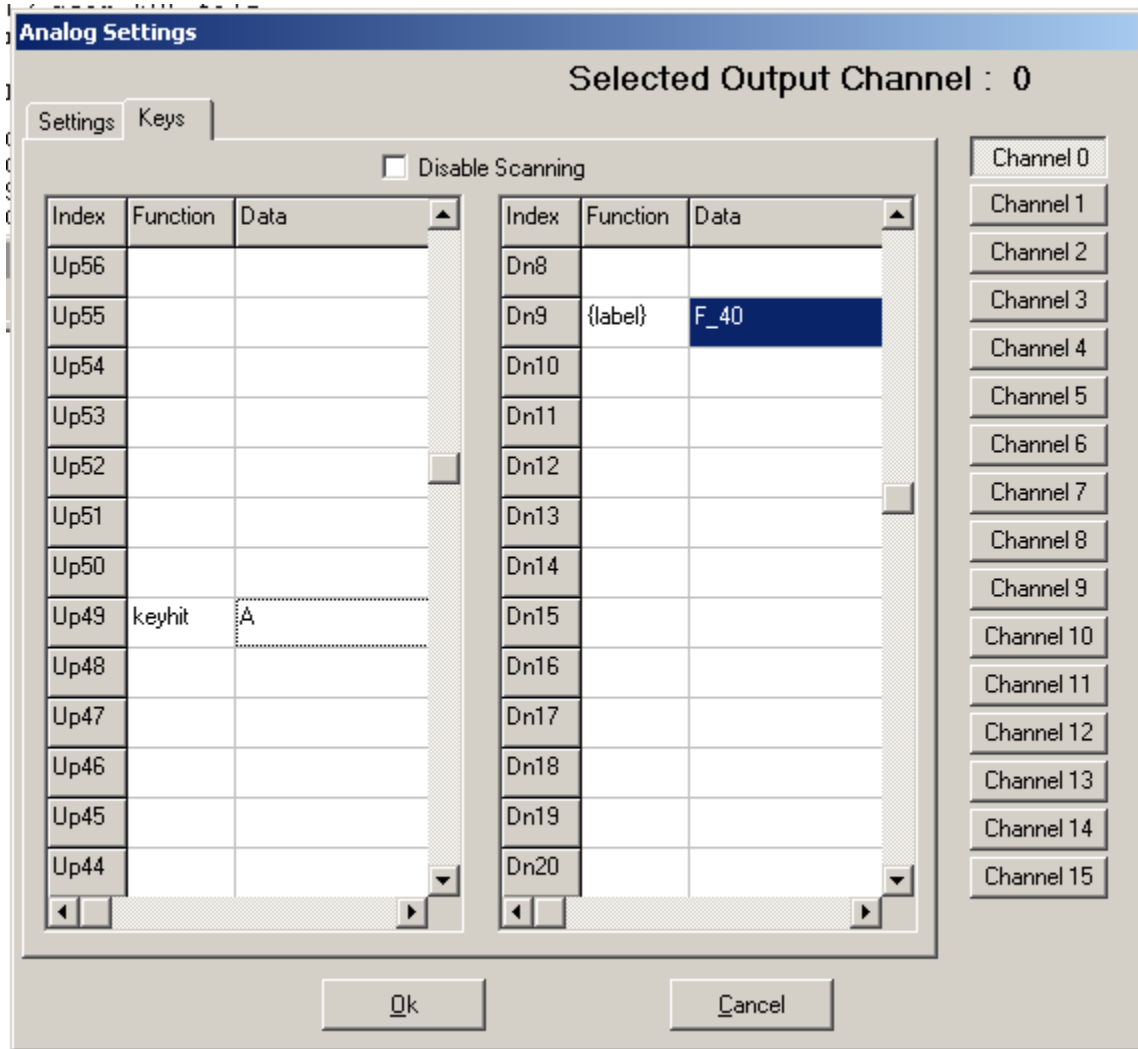 Analog Settings
Selected Output Channel : 0
Settings Keys
Disable Scanning
Index Function Data
Up56
Up55
Up54
Up53
Up52
Up51
Up50
Up49 keyhit A
Up48
Up47
Up46
Up45
Up44
Index Function Data
Dn8
Dn9 {label} F_40
Dn10
Dn11
Dn12
Dn13
Dn14
Dn15
Dn16
Dn17
Dn18
Dn19
Dn20
Channel 0
Channel 1
Channel 2
Channel 3
Channel 4
Channel 5
Channel 6
Channel 7
Channel 8
Channel 9
Channel 10
Channel 11
Channel 12
Channel 13
Channel 14
Channel 15
Ok
Cancel